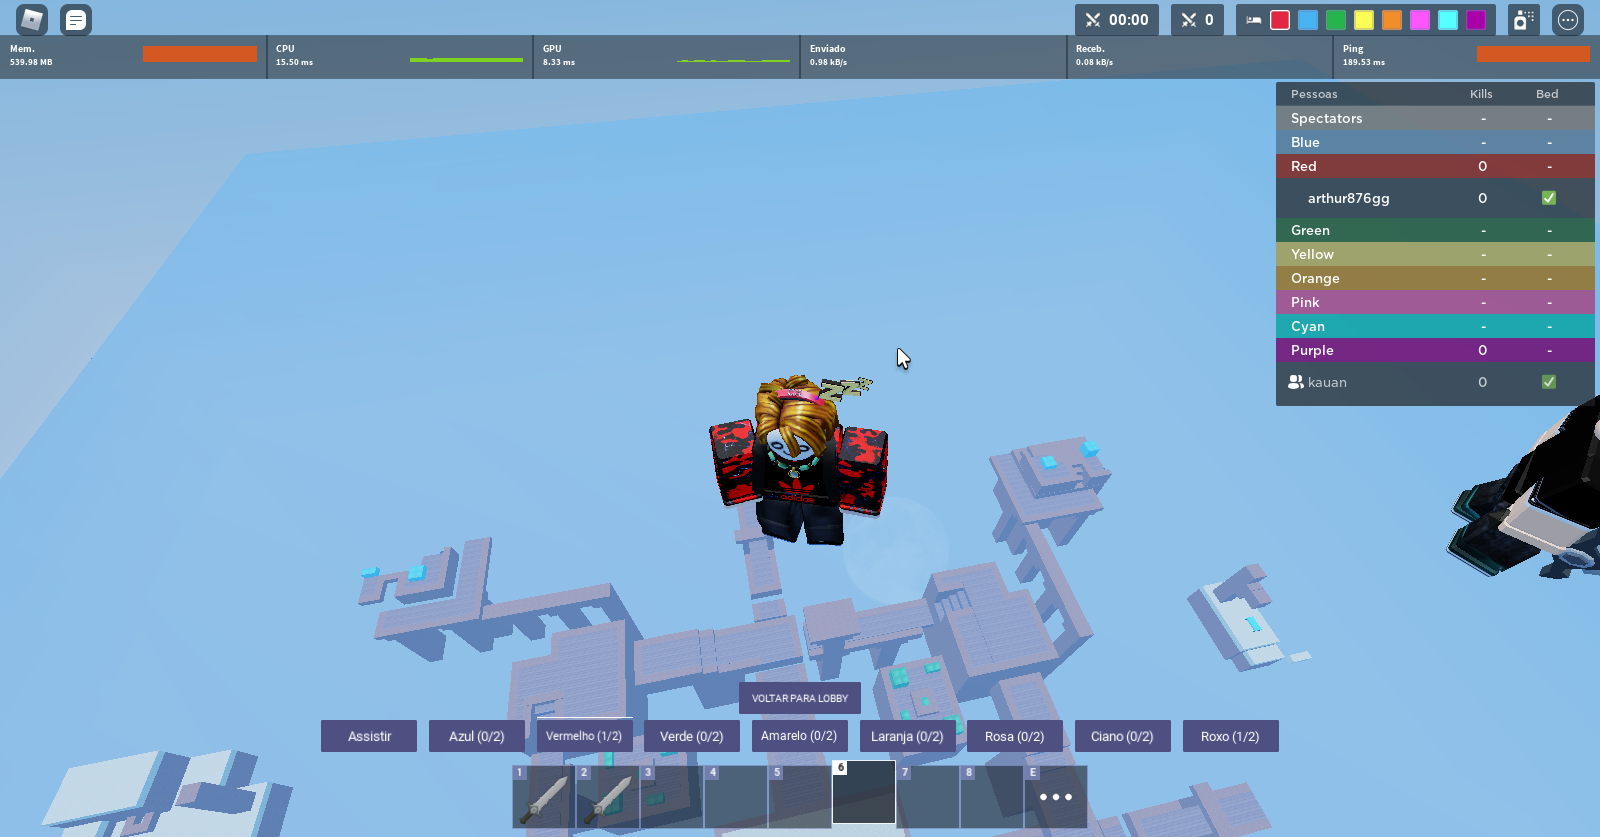 00:00
0
Mem.
539.98 MB
CPU
15.50 ms
GPU
8.33 ms
Enviado
0.98 kB/s
Receb.
0.08 kB/s
Ping
189.53 ms
Pessoas Kills Bed
Spectators - -
Blue - -
Red 0 -
arthur876gg 0
Green - -
Yellow - -
Orange - -
Pink - -
Cyan - -
Purple 0 -
kauan 0
adidas
VOLTAR PARA LOBBY
Assistir
Azul (0/2)
Vermelho (1/2)
Verde (0/2)
Amarelo (0/2)
Laranja (0/2)
Rosa (0/2)
Ciano (0/2)
Roxo (1/2)
1 2 3 4 5 6 7 8 E